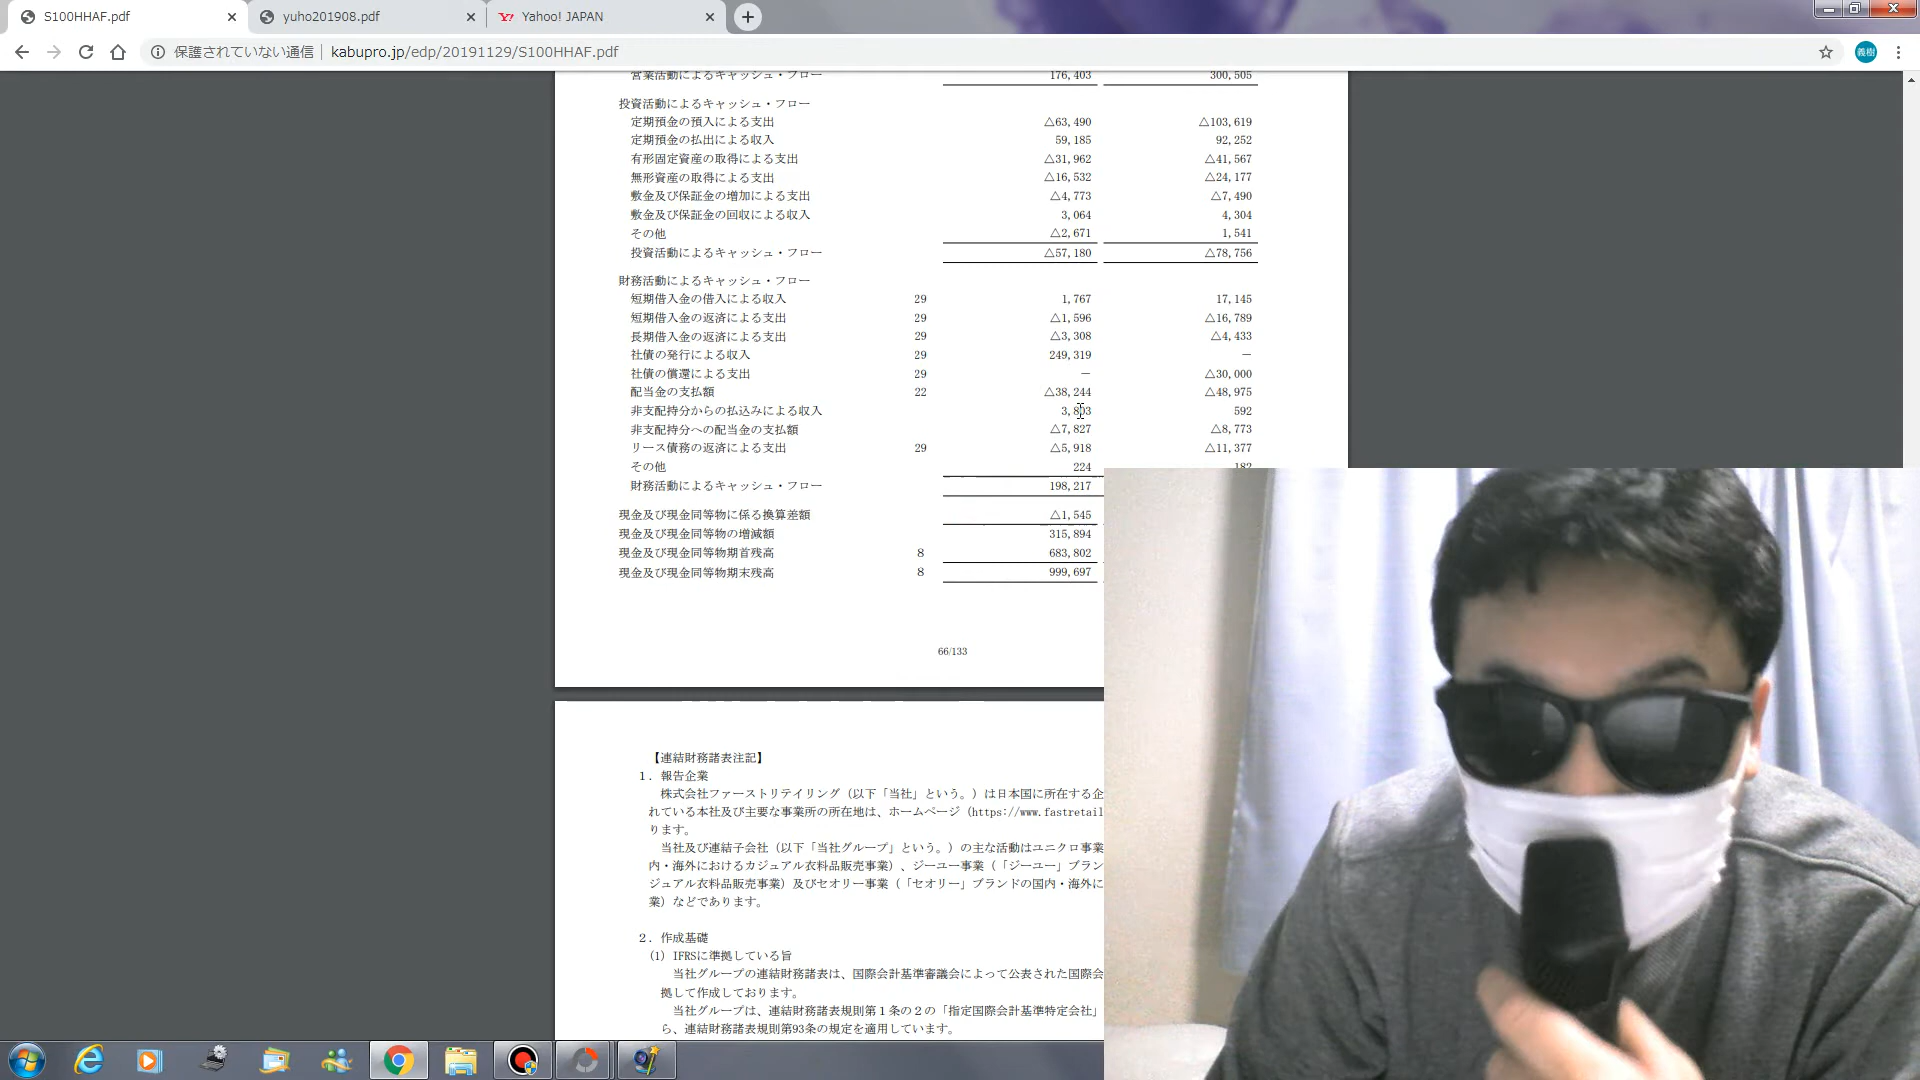 S100HHAF.pdf
yuho201908.pdf
Yahoo! JAPAN
保護されていない通信 | kabupro.jp/edp/20191129/S100HHAF.pdf
義樹
営業活動によるキャッシュ・フロー 176,403 300,505
投資活動によるキャッシュ・フロー
定期預金の預入による支出 △63,490 △103,619
定期預金の払出による収入 59,185 92,252
有形固定資産の取得による支出 △31,962 △41,567
無形資産の取得による支出 △16,532 △24,177
敷金及び保証金の増加による支出 △4,773 △7,490
敷金及び保証金の回収による収入 3,064 4,304
その他 △2,671 1,541
投資活動によるキャッシュ・フロー △57,180 △78,756
財務活動によるキャッシュ・フロー
短期借入金の借入による収入 29 1,767 17,145
短期借入金の返済による支出 29 △1,596 △16,789
長期借入金の返済による支出 29 △3,308 △4,433
社債の発行による収入 29 249,319 －
社債の償還による支出 29 － △30,000
配当金の支払額 22 △38,244 △48,975
非支配持分からの払込みによる収入 592
非支配持分への配当金の支払額 △7,827 △8,773
リース債務の返済による支出 29 △5,918 △11,377
その他 224 182
財務活動によるキャッシュ・フロー 198,217
現金及び現金同等物に係る換算差額 △1,545
現金及び現金同等物の増減額 315,894
現金及び現金同等物期首残高 8 683,802
現金及び現金同等物期末残高 8 999,697
66/133
【連結財務諸表注記】
１．報告企業
株式会社ファーストリテイリング（以下「当社」という。）は日本国に所在する企
れている本社及び主要な事業所の所在地は、ホームページ（https://www.fastretail
ります。
当社及び連結子会社（以下「当社グループ」という。）の主な活動はユニクロ事業
内・海外におけるカジュアル衣料品販売事業）、ジーユー事業（「ジーユー」ブラン
ジュアル衣料品販売事業）及びセオリー事業（「セオリー」ブランドの国内・海外に
業）などであります。
２．作成基礎
(1) IFRSに準拠している旨
当社グループの連結財務諸表は、国際会計基準審議会によって公表された国際会
拠して作成しております。
当社グループは、連結財務諸表規則第１条の２の「指定国際会計基準特定会社」
ら、連結財務諸表規則第93条の規定を適用しています。